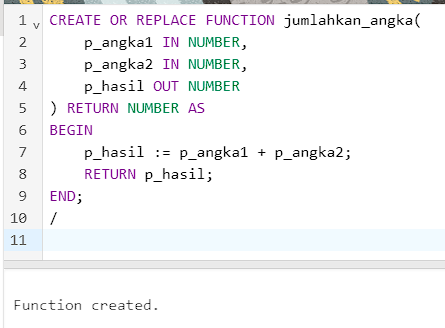 1 v CREATE OR REPLACE FUNCTION jumlahkan_angka(
2 p_angka1 IN NUMBER,
3 p_angka2 IN NUMBER,
4 p_hasil OUT NUMBER
5 ) RETURN NUMBER AS
6 BEGIN
7 p_hasil := p_angka1 + p_angka2;
8 RETURN p_hasil;
9 END;
10 /
11
Function created.